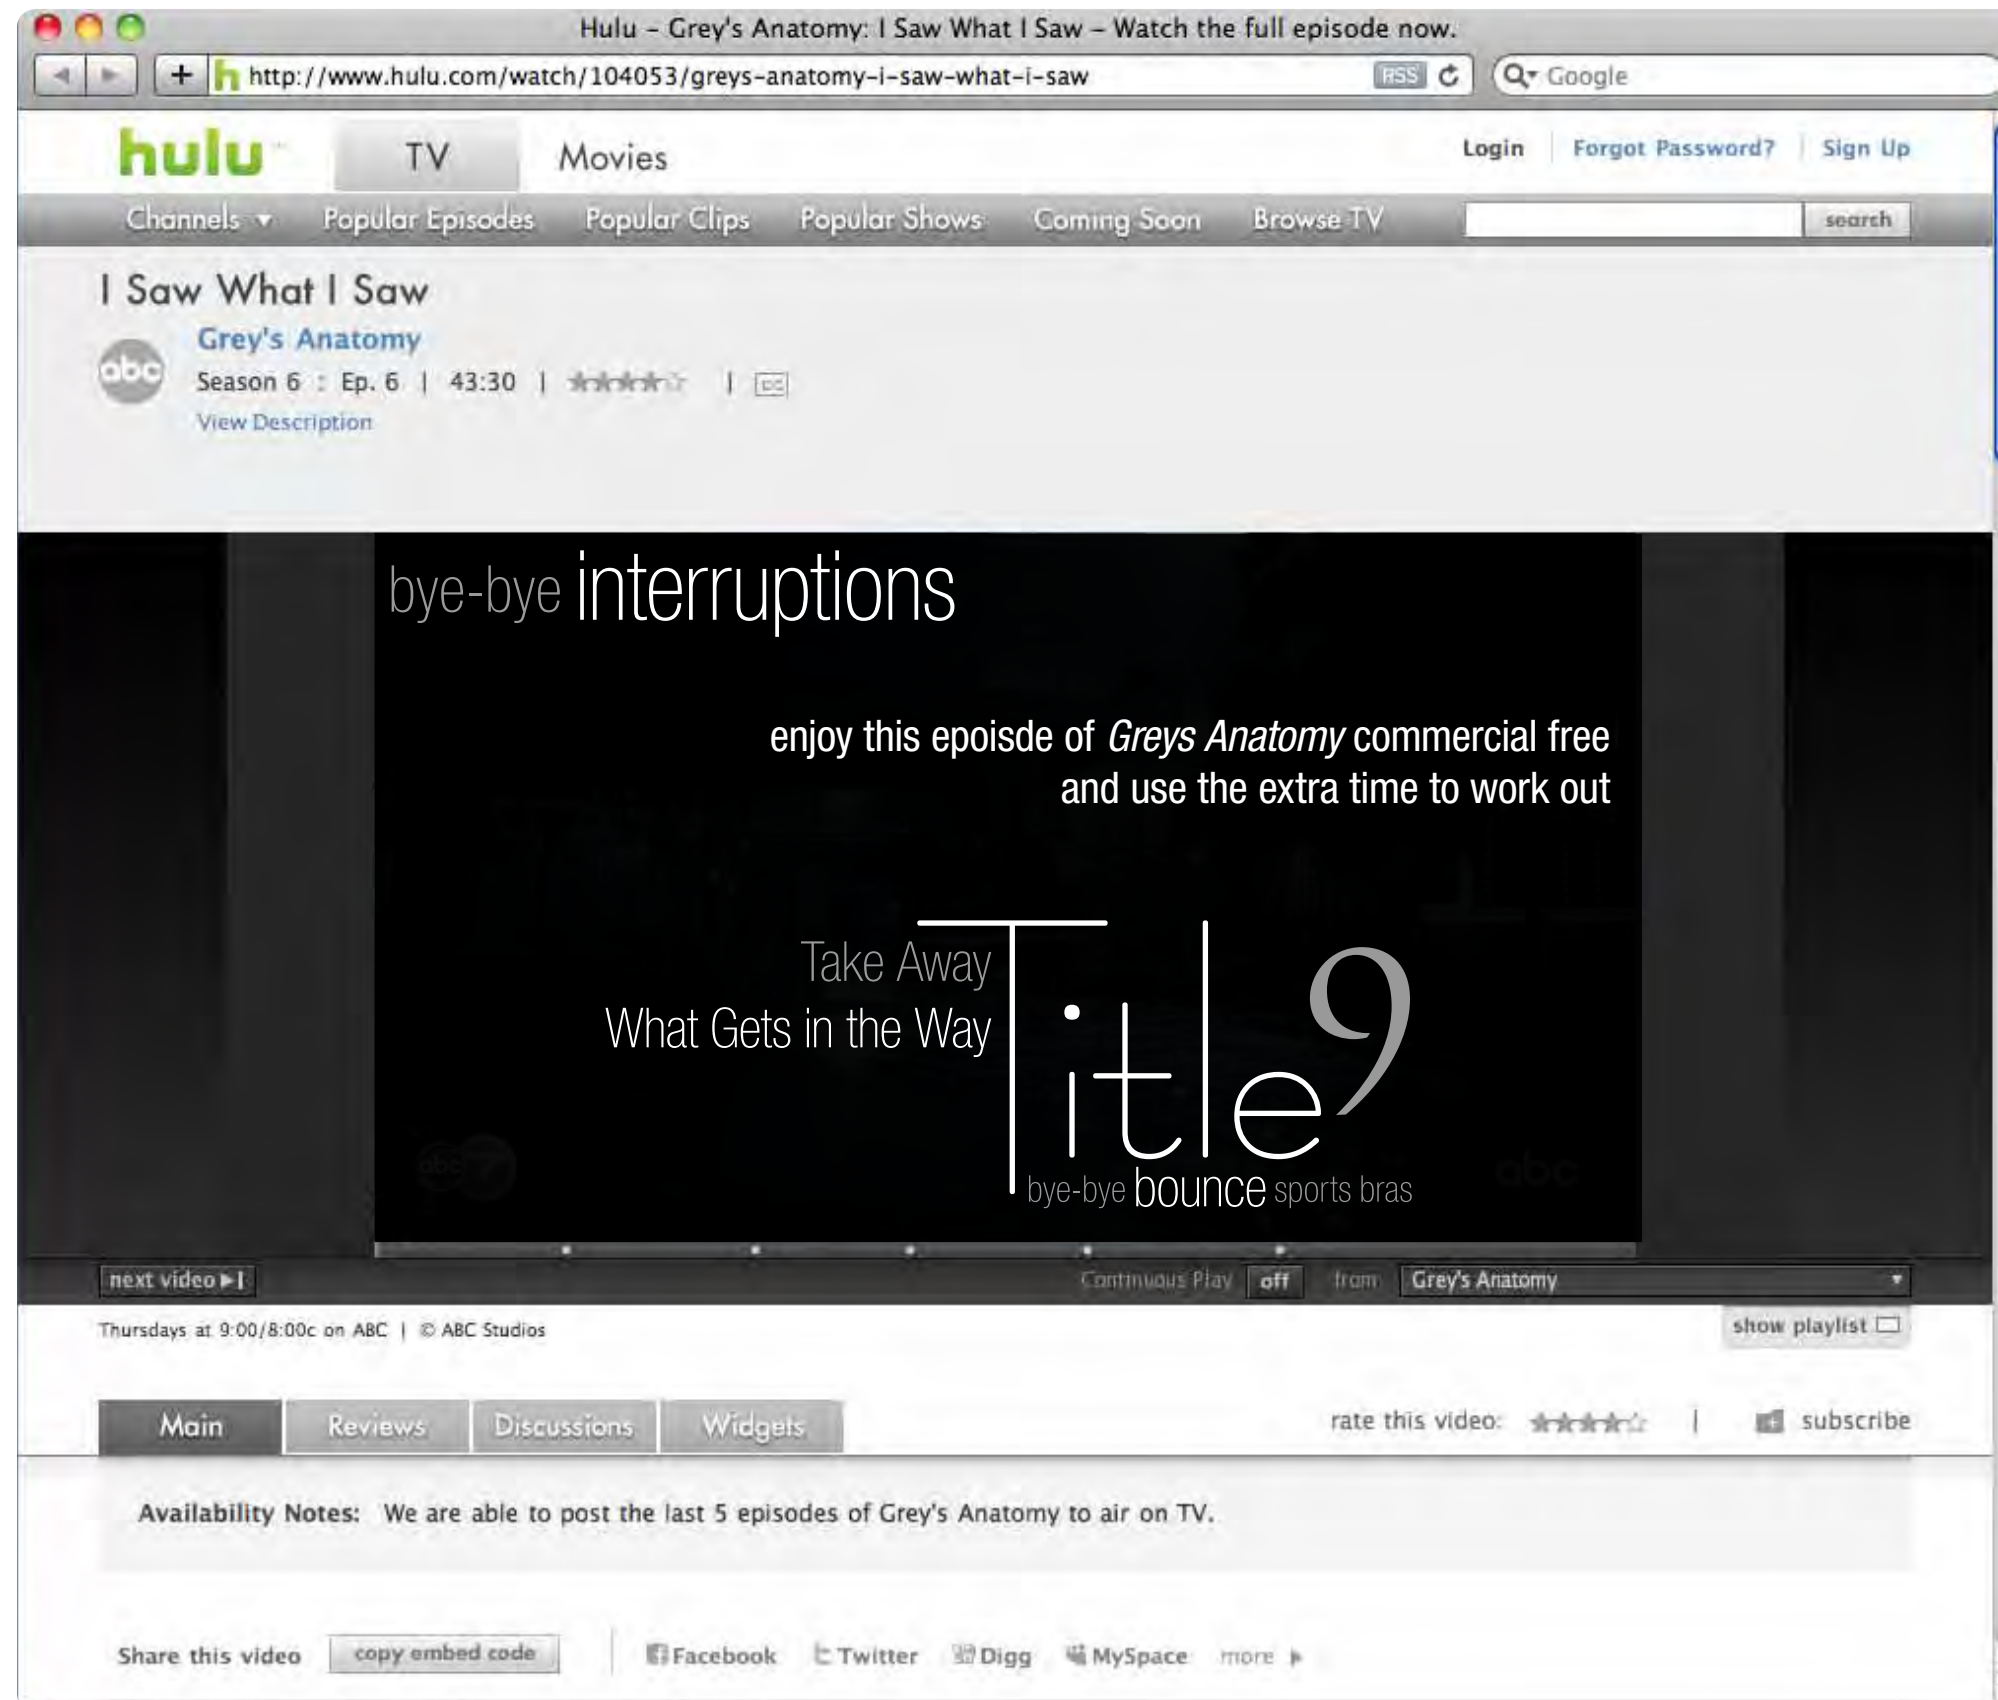 Hulu – Grey's Anatomy: I Saw What I Saw – Watch the full episode now.
http://www.hulu.com/watch/104053/greys-anatomy-i-saw-what-i-saw RSS Google
hulu TV Movies Login Forgot Password? Sign Up
Channels Popular Episodes Popular Clips Popular Shows Coming Soon Browse TV search
I Saw What I Saw
Grey's Anatomy
abc
Season 6 : Ep. 6 | 43:30 | | CC
View Description
bye-bye interruptions
enjoy this epoisde of Greys Anatomy commercial free
and use the extra time to work out
Take Away
What Gets in the Way
Title 9
bye-bye bounce sports bras
abc 7
abc
next video Continuous Play off from Grey's Anatomy
Thursdays at 9:00/8:00c on ABC | © ABC Studios
show playlist
Main Reviews Discussions Widgets rate this video: | subscribe
Availability Notes: We are able to post the last 5 episodes of Grey's Anatomy to air on TV.
Share this video copy embed code Facebook Twitter Digg MySpace more